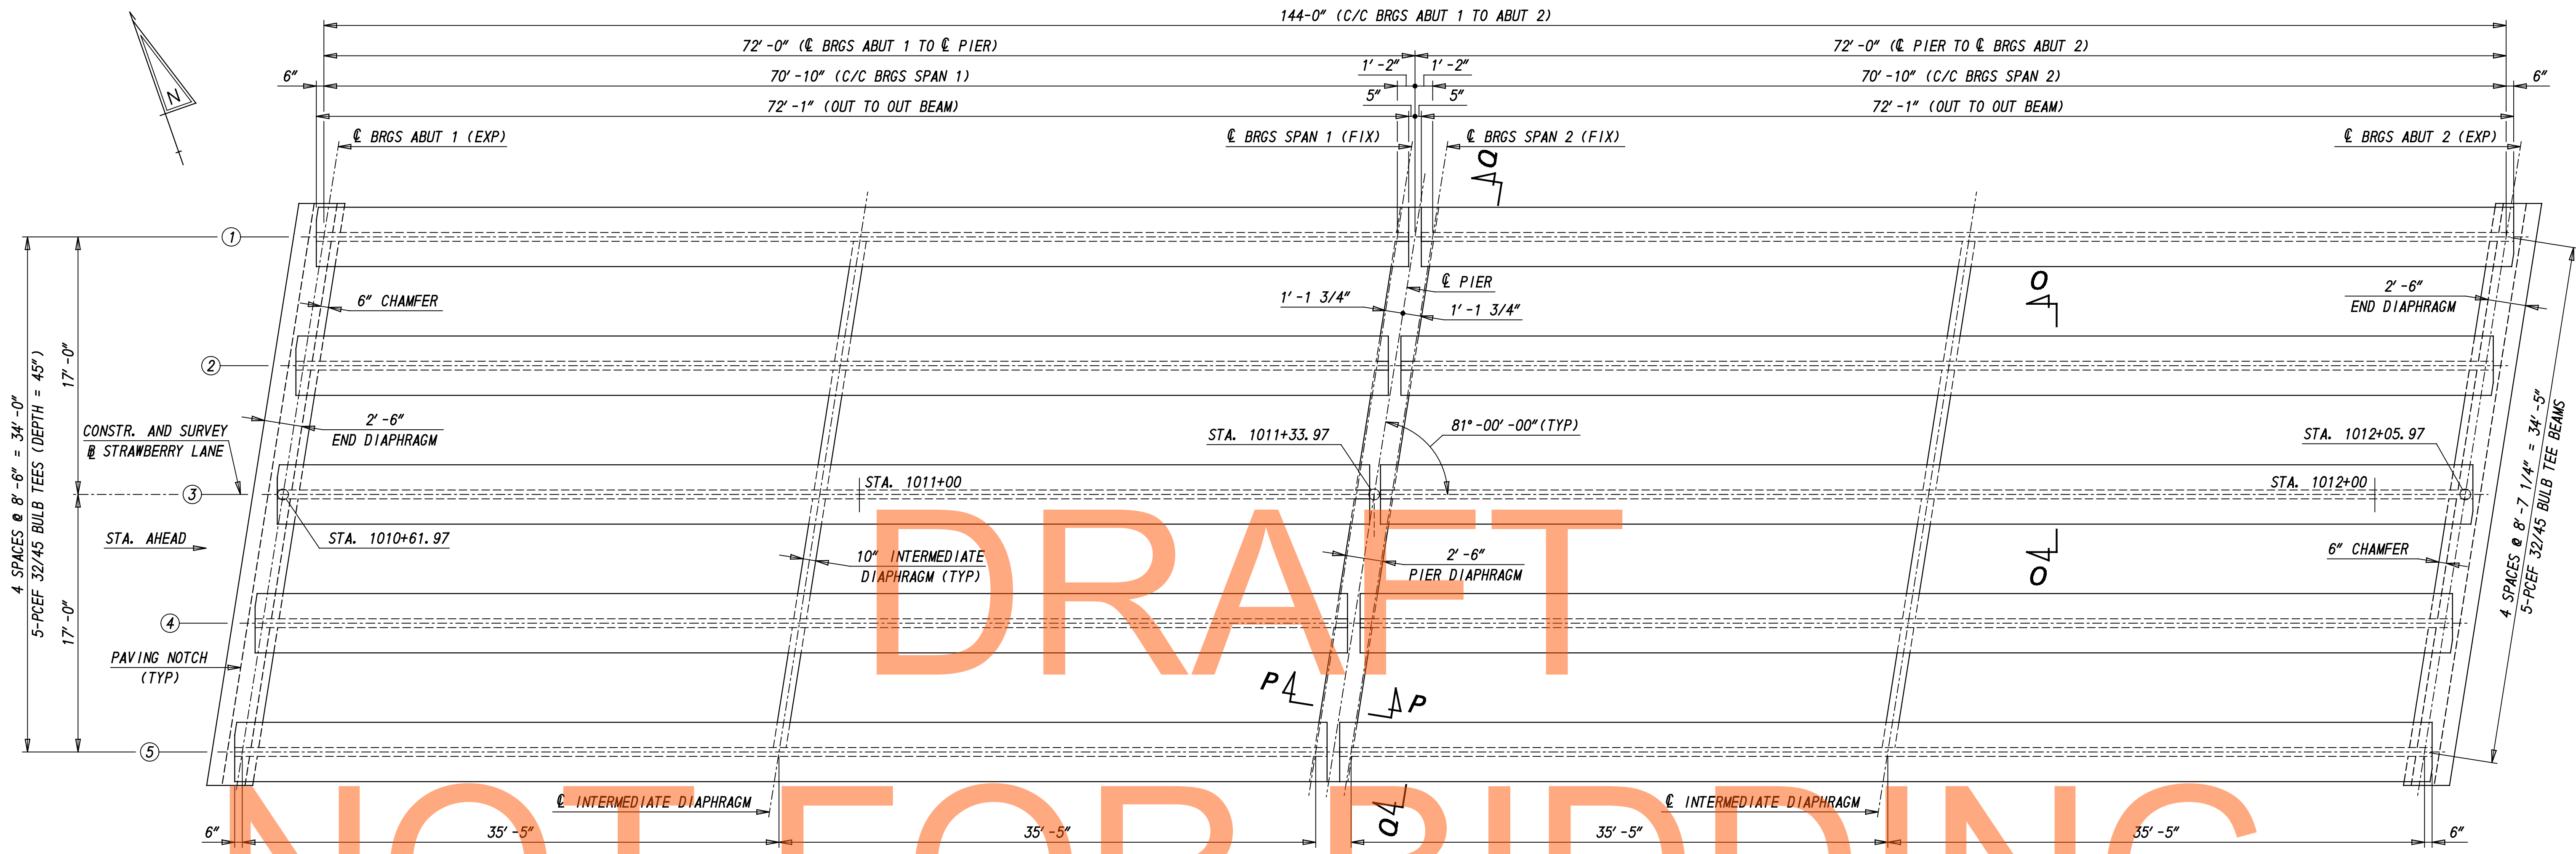 144-0" (C/C BRGS ABUT 1 TO ABUT 2)
72'-0" (℄ BRGS ABUT 1 TO ℄ PIER)
72'-0" (℄ PIER TO ℄ BRGS ABUT 2)
6"
70'-10" (C/C BRGS SPAN 1)
1'-2"
1'-2"
70'-10" (C/C BRGS SPAN 2)
6"
72'-1" (OUT TO OUT BEAM)
5"
5"
72'-1" (OUT TO OUT BEAM)
N
℄ BRGS ABUT 1 (EXP)
℄ BRGS SPAN 1 (FIX)
℄ BRGS SPAN 2 (FIX)
℄ BRGS ABUT 2 (EXP)
Q
1
6" CHAMFER
℄ PIER
1'-1 3/4"
1'-1 3/4"
O
2'-6"
END DIAPHRAGM
2
17'-0"
4 SPACES @ 8'-6" = 34'-0"
5-PCEF 32/45 BULB TEES (DEPTH = 45")
2'-6"
END DIAPHRAGM
CONSTR. AND SURVEY
B STRAWBERRY LANE
STA. 1011+33.97
81°-00'-00" (TYP)
STA. 1012+05.97
3
STA. 1011+00
STA. 1012+00
STA. AHEAD
STA. 1010+61.97
10" INTERMEDIATE
DIAPHRAGM (TYP)
2'-6"
PIER DIAPHRAGM
O
6" CHAMFER
4 SPACES @ 8'-7 1/4" = 34'-5"
5-PCEF 32/45 BULB TEE BEAMS
17'-0"
4
PAVING NOTCH
(TYP)
DRAFT
P
P
5
℄ INTERMEDIATE DIAPHRAGM
℄ INTERMEDIATE DIAPHRAGM
Q
6"
35'-5"
35'-5"
35'-5"
35'-5"
6"
NOT FOR BIDDING